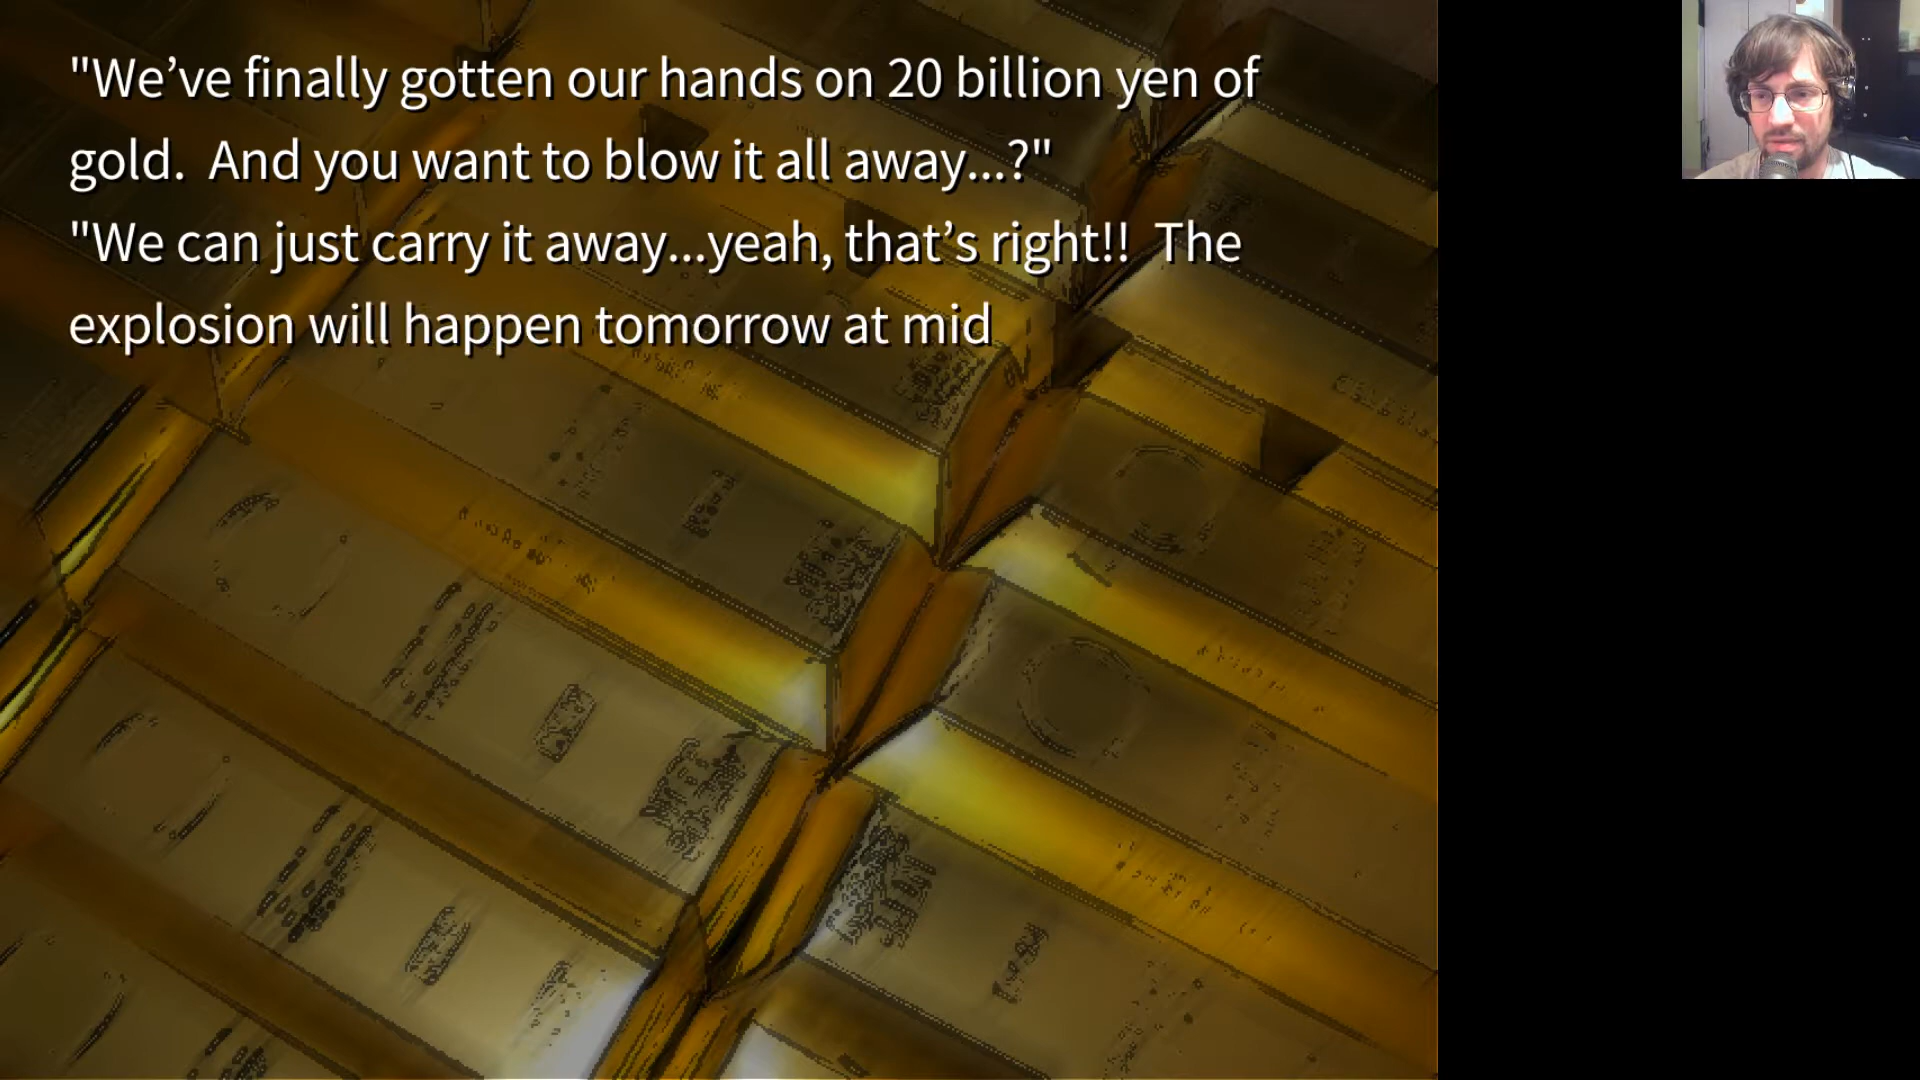 "We’ve finally gotten our hands on 20 billion yen of
gold.  And you want to blow it all away...?"
"We can just carry it away...yeah, that’s right!!  The
explosion will happen tomorrow at mid